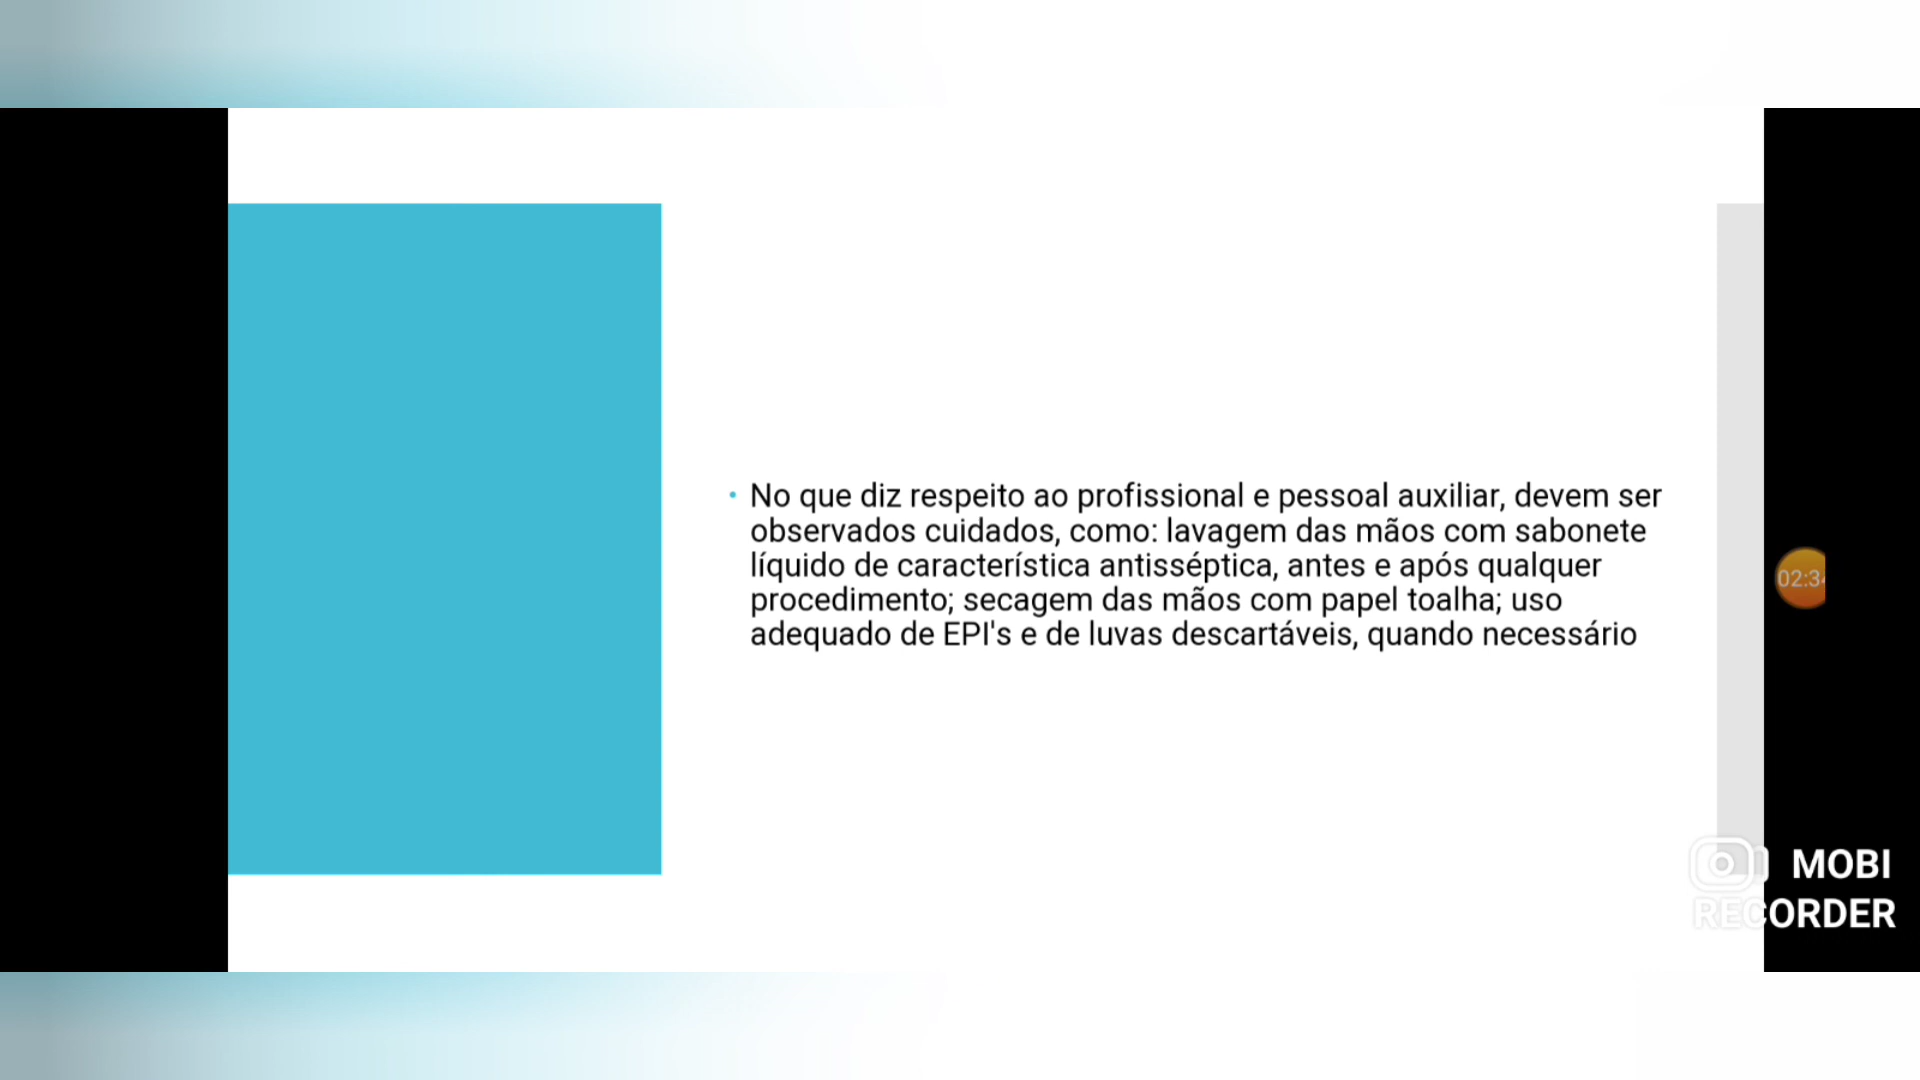 No que diz respeito ao profissional e pessoal auxiliar, devem ser
observados cuidados, como: lavagem das mãos com sabonete
líquido de característica antisséptica, antes e após qualquer
procedimento; secagem das mãos com papel toalha; uso
adequado de EPI's e de luvas descartáveis, quando necessário
MOBI
RECORDER